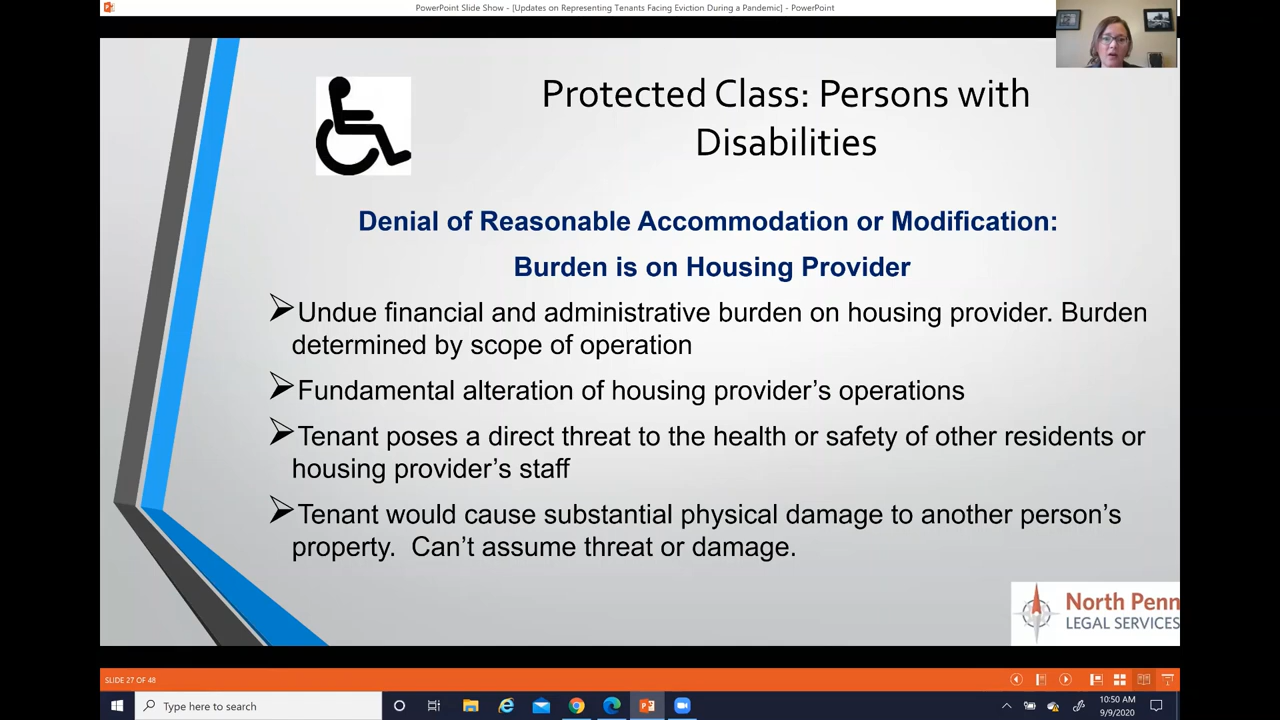 PowerPoint Slide Show - [Updates on Representing Tenants Facing Eviction During a Pandemic] - PowerPoint
Protected Class: Persons with
Disabilities
Denial of Reasonable Accommodation or Modification:
Burden is on Housing Provider
Undue financial and administrative burden on housing provider. Burden
determined by scope of operation
Fundamental alteration of housing provider’s operations
Tenant poses a direct threat to the health or safety of other residents or
housing provider’s staff
Tenant would cause substantial physical damage to another person’s
property.  Can’t assume threat or damage.
North Penn
LEGAL SERVICES
SLIDE 27 OF 48
Type here to search
10:50 AM
9/9/2020